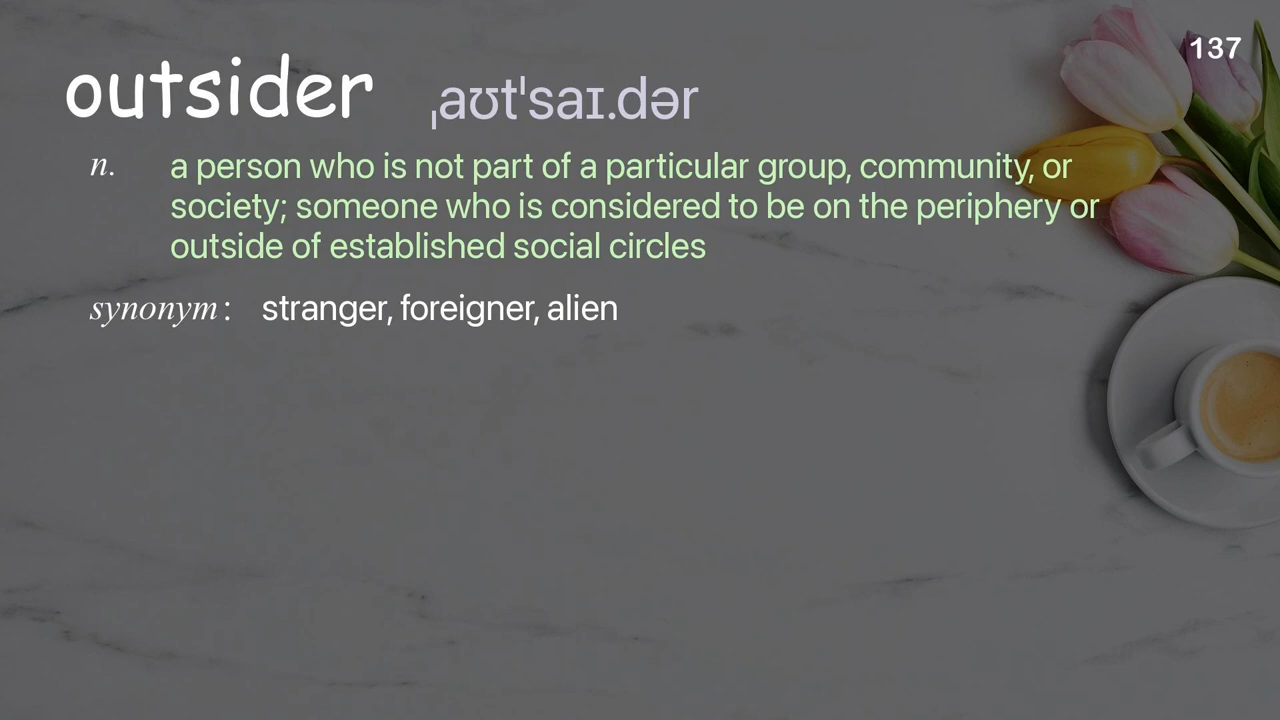 137
outsider ˌaʊtˈsaɪ.dər
n. a person who is not part of a particular group, community, or
society; someone who is considered to be on the periphery or
outside of established social circles
synonym: stranger, foreigner, alien